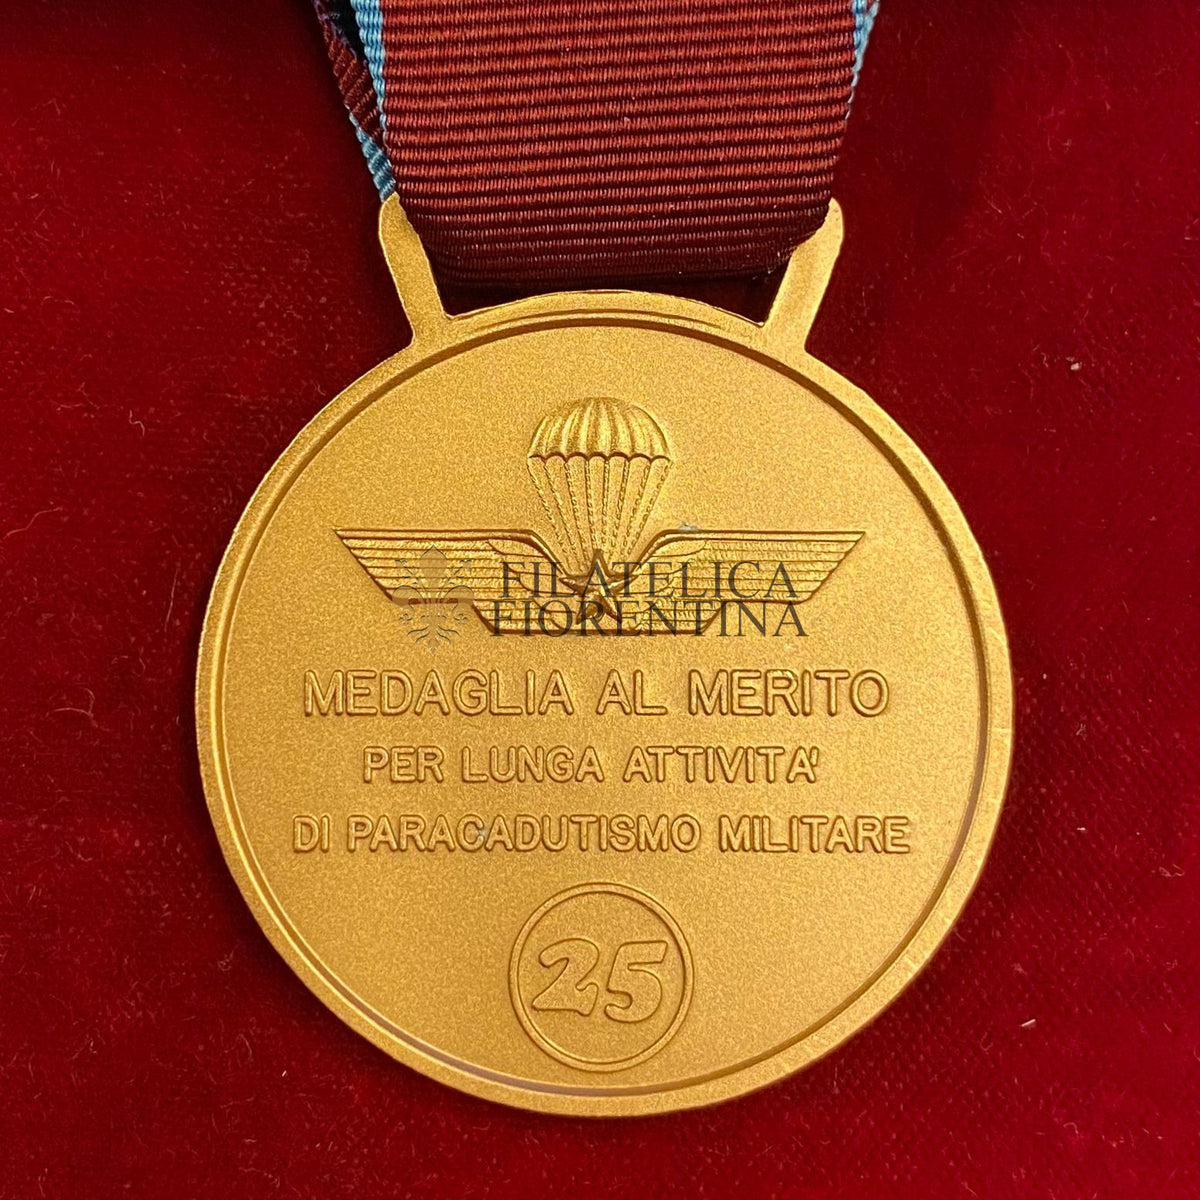 FILATELICA
FIORENTINA
MEDAGLIA AL MERITO
PER LUNGA ATTIVITA'
DI PARACADUTISMO MILITARE
25